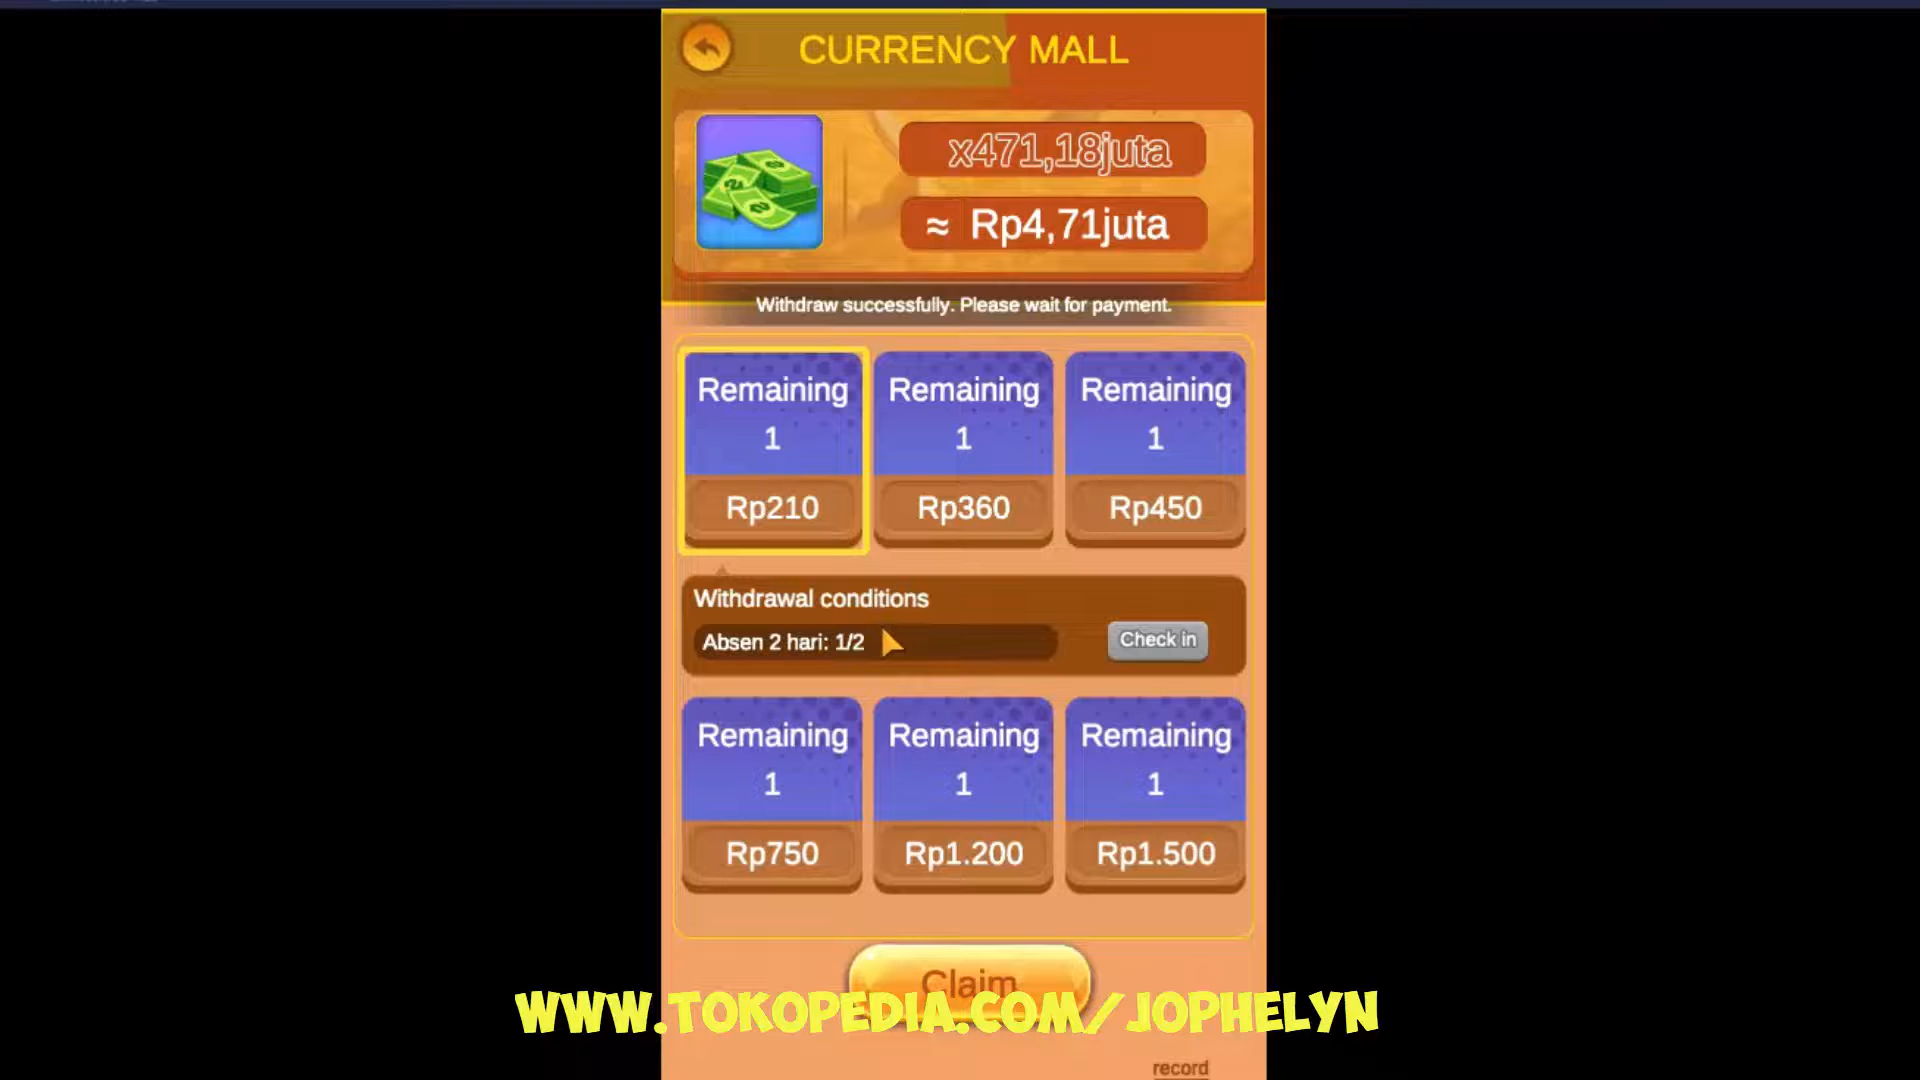 CURRENCY MALL
x471,18juta
≈ Rp4,71juta
Withdraw successfully. Please wait for payment.
Remaining
1
Rp210
Remaining
1
Rp360
Remaining
1
Rp450
Withdrawal conditions
Absen 2 hari: 1/2
Check in
Remaining
1
Rp750
Remaining
1
Rp1.200
Remaining
1
Rp1.500
Claim
WWW.TOKOPEDIA.COM/JOPHELYN
record